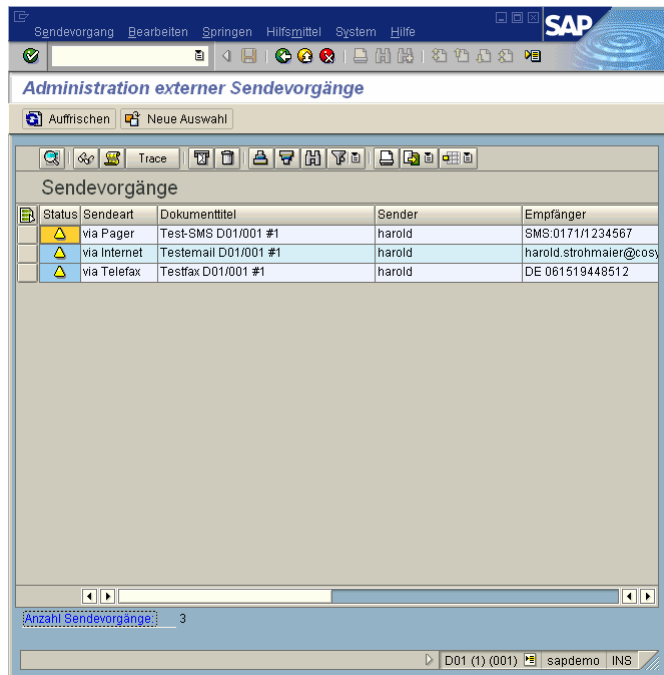 Sendevorgang Bearbeiten Springen Hilfsmittel System Hilfe
SAP
Administration externer Sendevorgänge
Auffrischen Neue Auswahl
Trace
Sendevorgänge
Status Sendeart Dokumenttitel Sender Empfänger
via Pager Test-SMS D01/001 #1 harold SMS:0171/1234567
via Internet Testemail D01/001 #1 harold harold.strohmaier@cosy
via Telefax Testfax D01/001 #1 harold DE 061519448512
Anzahl Sendevorgänge: 3
D01 (1) (001) sapdemo INS